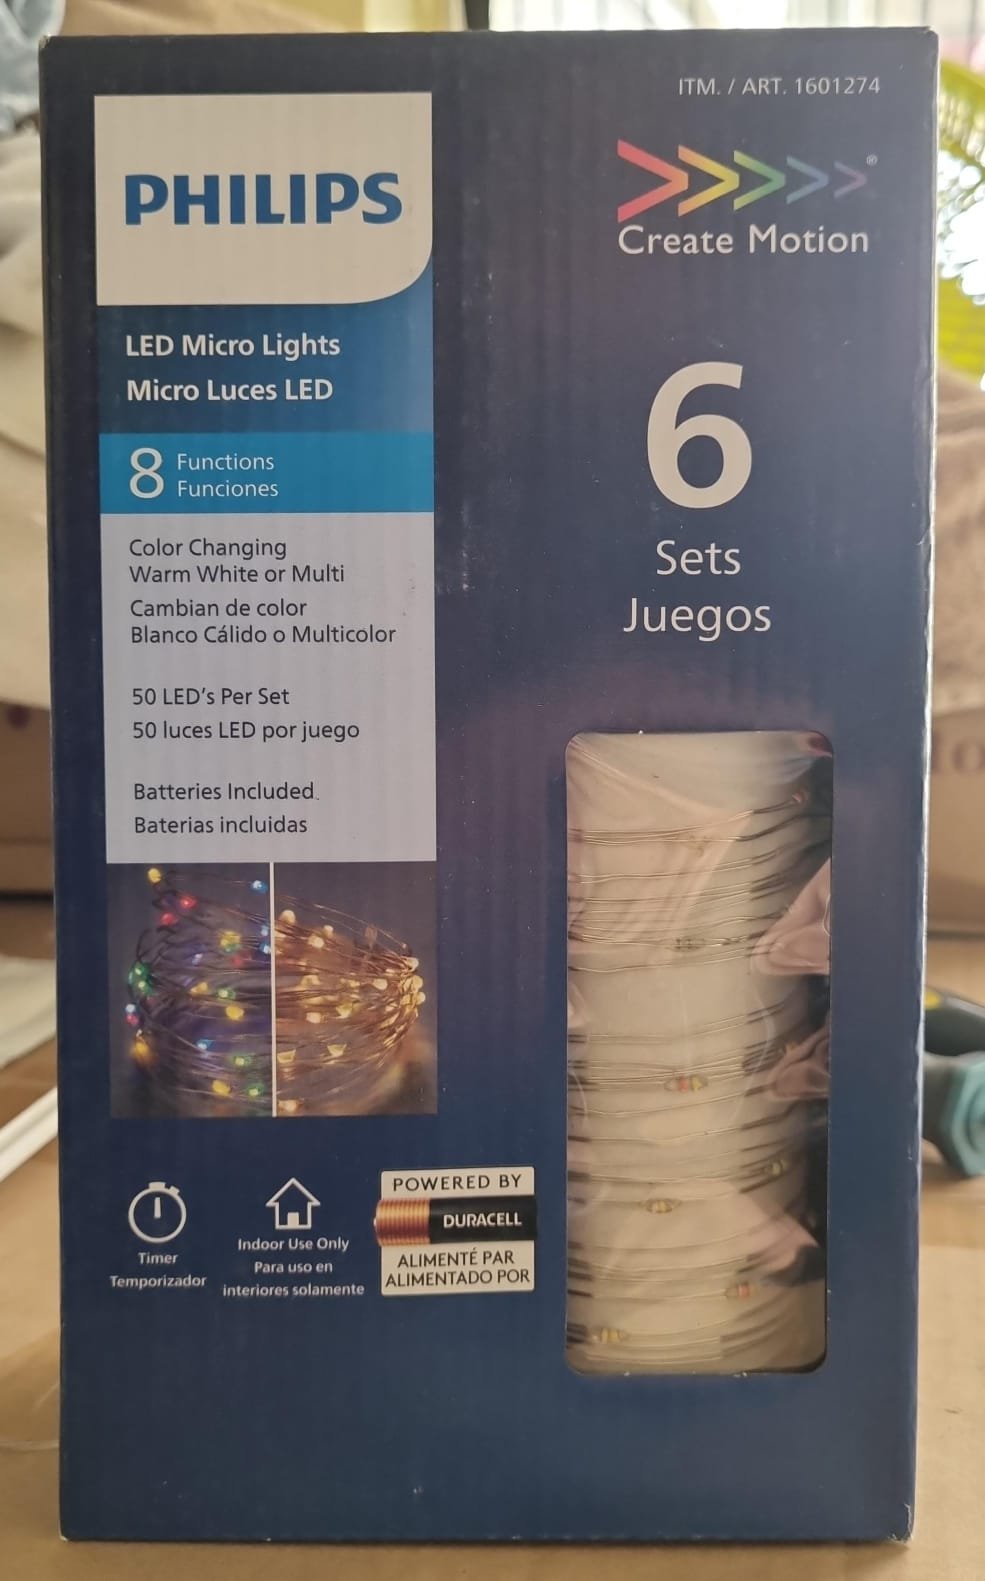 ITM. / ART. 1601274
PHILIPS
®
Create Motion
LED Micro Lights
Micro Luces LED
8 Functions
Funciones
6
Sets
Juegos
Color Changing
Warm White or Multi
Cambian de color
Blanco Cálido o Multicolor
50 LED's Per Set
50 luces LED por juego
Batteries Included.
Baterias incluidas
Timer
Temporizador
Indoor Use Only
Para uso en
interiores solamente
POWERED BY
DURACELL
ALIMENTÉ PAR
ALIMENTADO POR